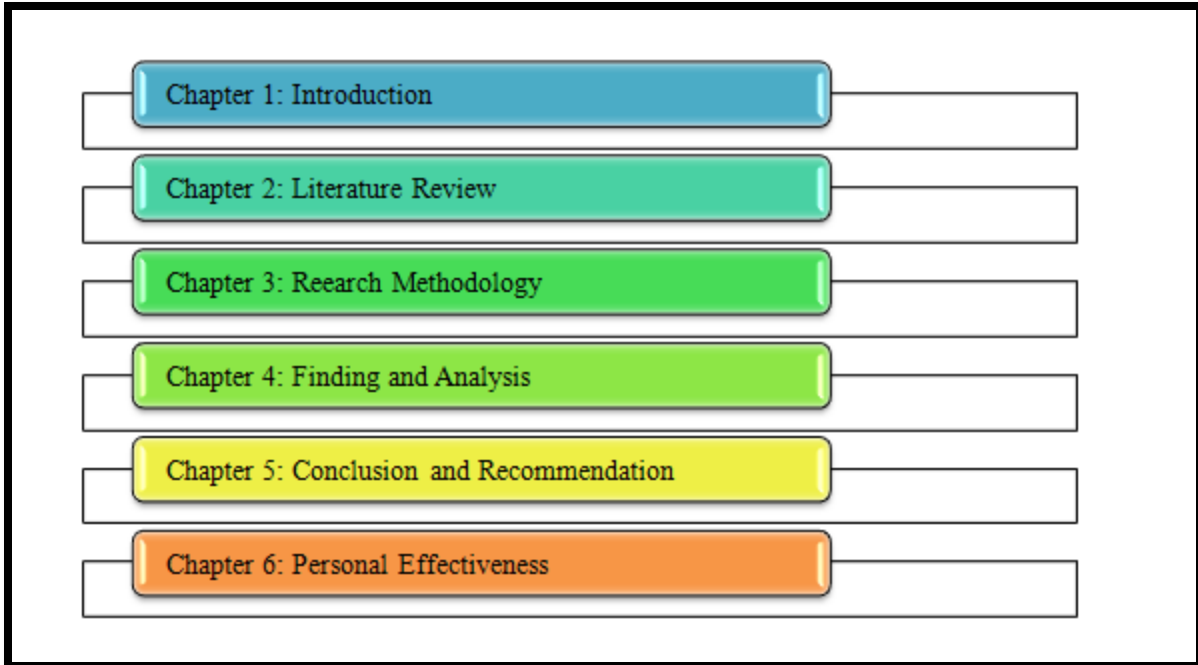 Chapter 1: Introduction
Chapter 2: Literature Review
Chapter 3: Reearch Methodology
Chapter 4: Finding and Analysis
Chapter 5: Conclusion and Recommendation
Chapter 6: Personal Effectiveness